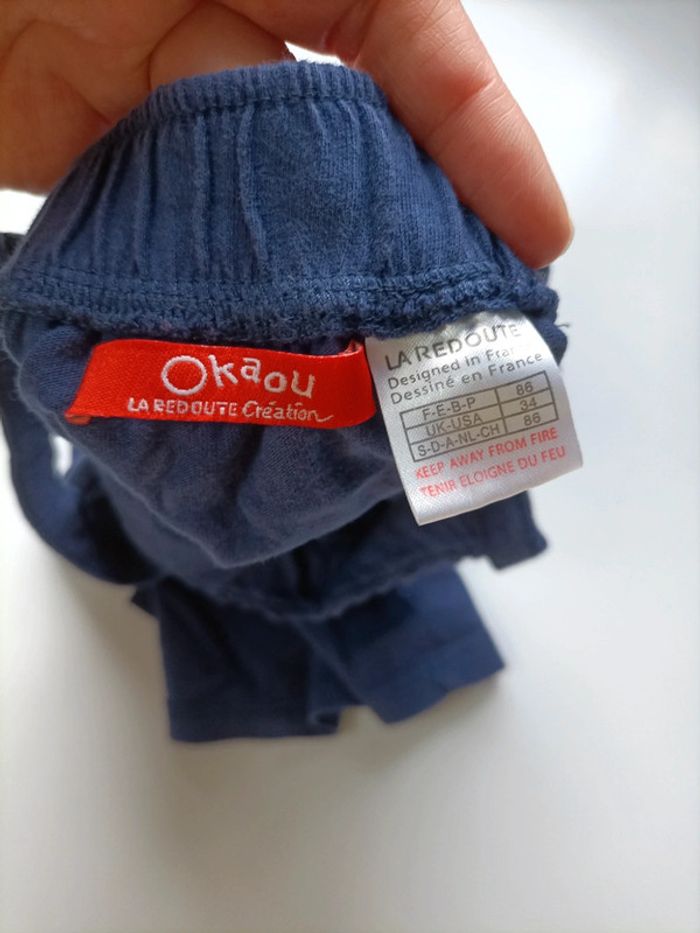 Okaou
LA REDOUTE Création
LA REDOUTE
Designed in France
Dessiné en France
F-E-B-P 86
UK-USA 34
S-D-A-NL-CH 86
KEEP AWAY FROM FIRE
TENIR ELOIGNE DU FEU